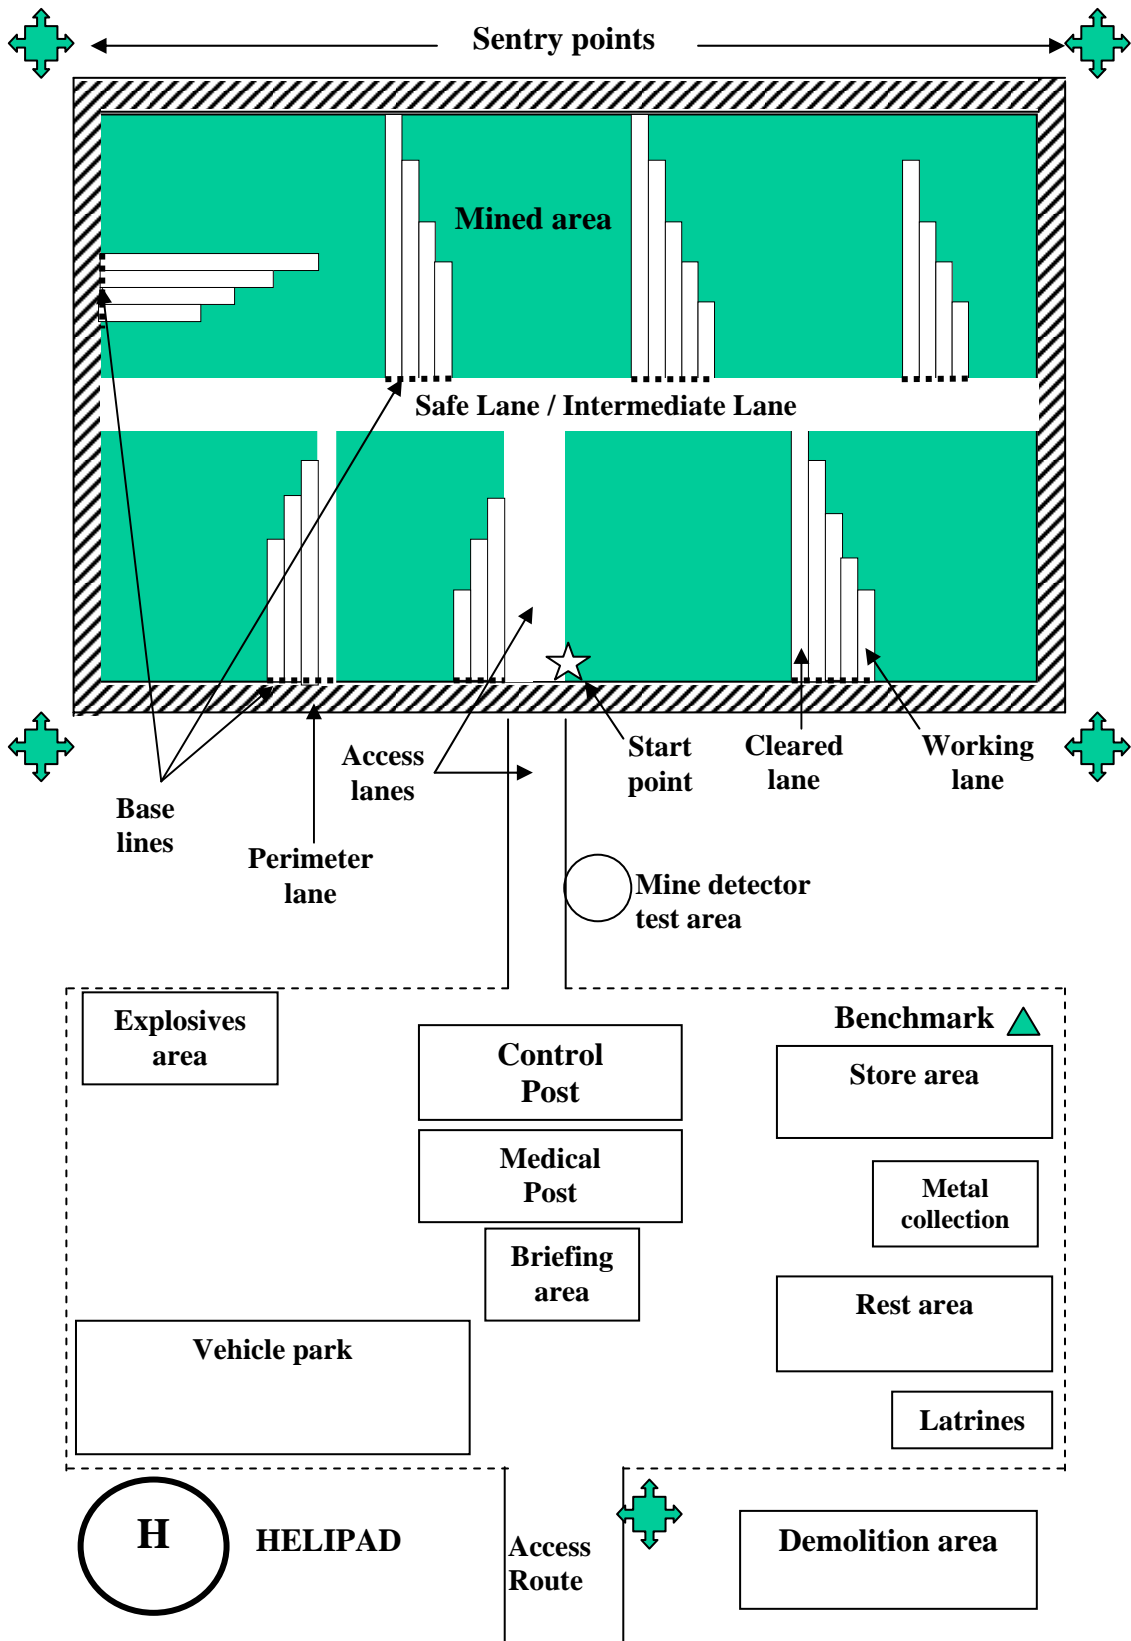 Sentry points
Mined area
Safe Lane / Intermediate Lane
Base
lines
Perimeter
lane
Access
lanes
Start
point
Cleared
lane
Working
lane
Mine detector
test area
Explosives
area
Control
Post
Benchmark
Store area
Medical
Post
Metal
collection
Briefing
area
Rest area
Vehicle park
Latrines
H
HELIPAD
Access
Route
Demolition area